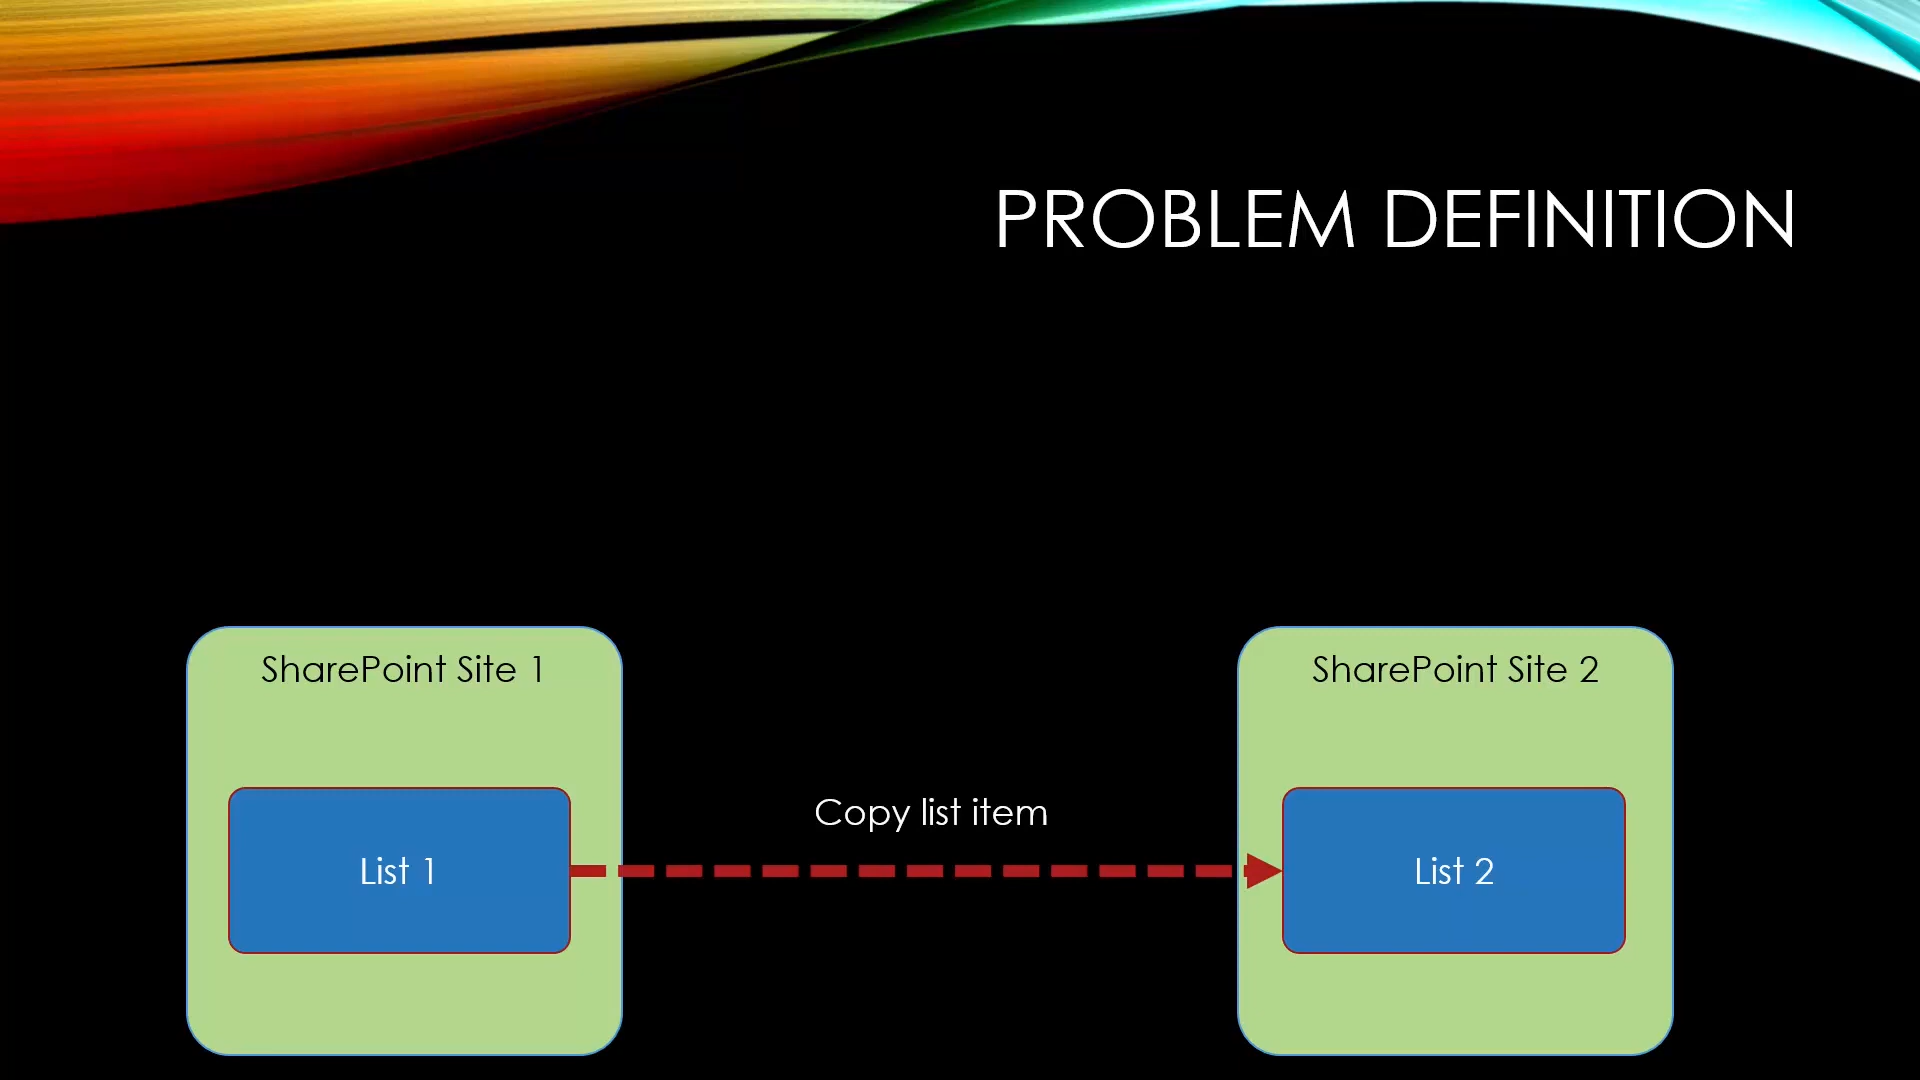 PROBLEM DEFINITION
SharePoint Site 1
SharePoint Site 2
Copy list item
List 1
List 2